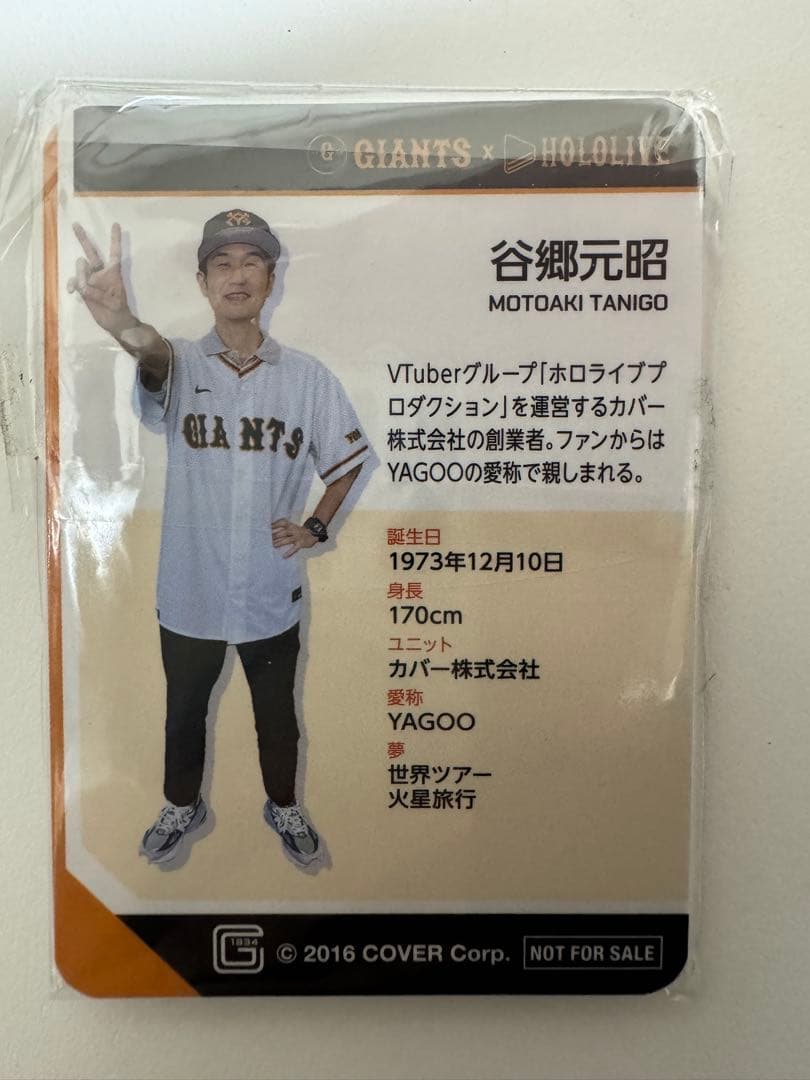 G GIANTS × HOLOLIVE
谷郷元昭
MOTOAKI TANIGO
VTuberグループ「ホロライブプ
ロダクション」を運営するカバー
株式会社の創業者。ファンからは
YAGOOの愛称で親しまれる。
GIANTS
誕生日
1973年12月10日
身長
170cm
ユニット
カバー株式会社
愛称
YAGOO
夢
世界ツアー
火星旅行
G 1934 © 2016 COVER Corp. NOT FOR SALE